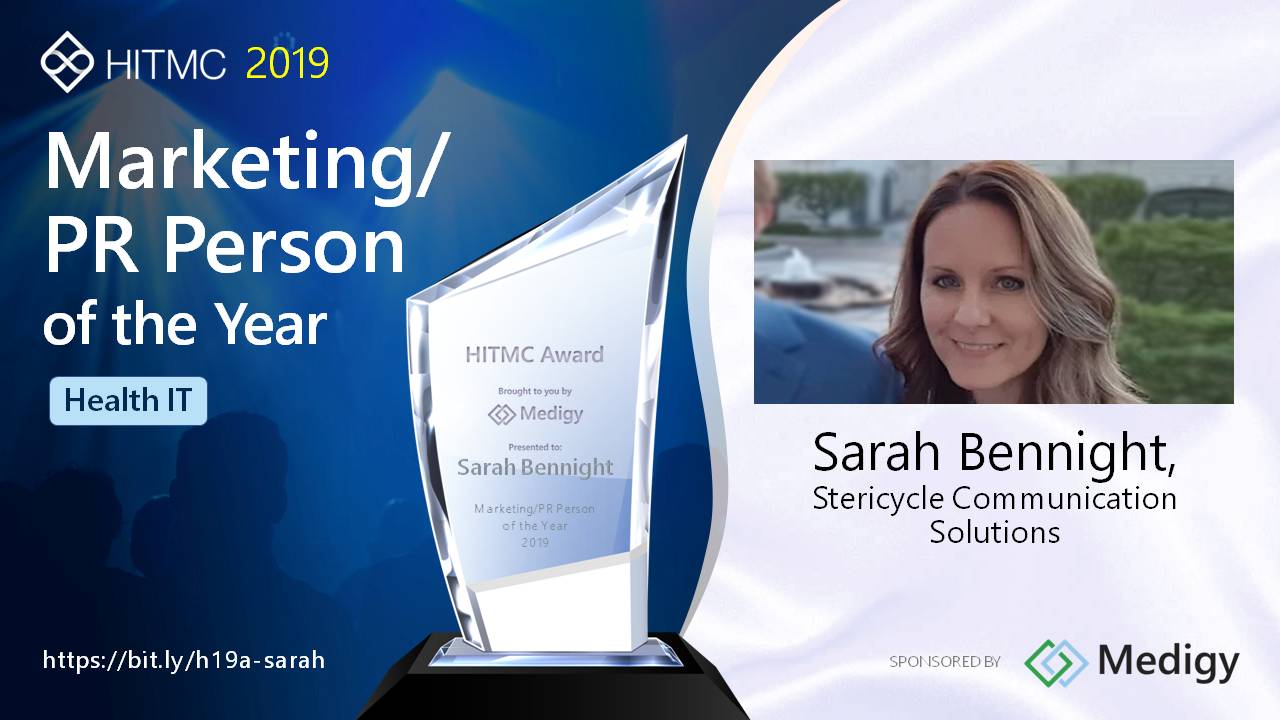 HITMC 2019
Marketing/
PR Person
of the Year
Health IT
HITMC Award
Brought to you by
Medigy
Presented to:
Sarah Bennight
Marketing/PR Person
of the Year
2019
https://bit.ly/h19a-sarah
Sarah Bennight,
Stericycle Communication
Solutions
SPONSORED BY Medigy